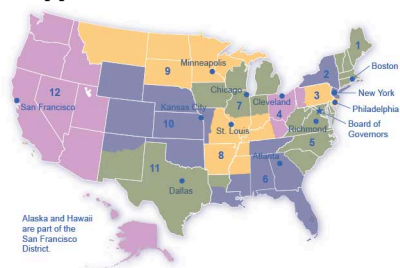 1
Boston
Minneapolis
2
9
New York
Chicago
3
12
Cleveland
Philadelphia
San Francisco
7
Kansas City
4
Board of
Governors
10
St. Louis
Richmond
5
8
Atlanta
11
6
Dallas
Alaska and Hawaii
are part of the
San Francisco
District.